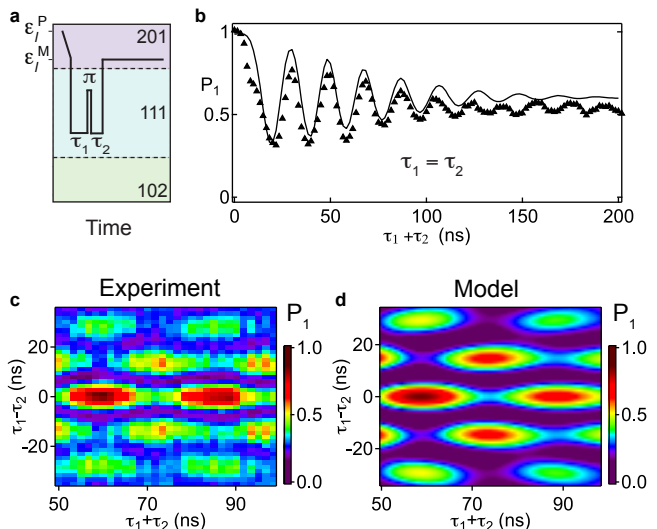 a
ε_l^P
ε_l^M
201
π
111
τ₁ τ₂
102
Time
b
P₁
1
0.5
0
τ₁ = τ₂
0 50 100 150 200
τ₁ +τ₂ (ns)
c Experiment
τ₁-τ₂ (ns)
20
0
-20
50 70 90
τ₁+τ₂ (ns)
P₁
1.0
0.5
0.0
d Model
τ₁-τ₂ (ns)
20
0
-20
50 70 90
τ₁+τ₂ (ns)
P₁
1.0
0.5
0.0